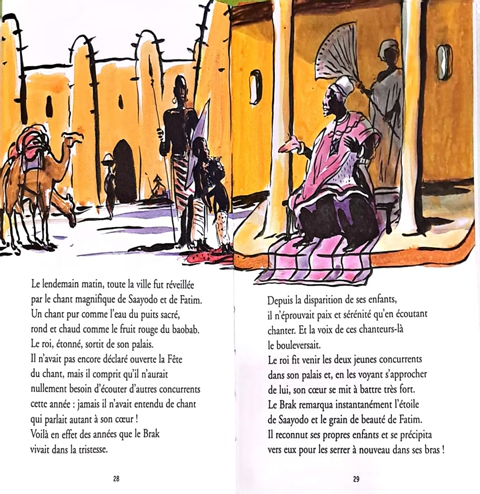 Le lendemain matin, toute la ville fut réveillée
par le chant magnifique de Saayodo et de Fatim.
Un chant pur comme l'eau du puits sacré,
rond et chaud comme le fruit rouge du baobab.
Le roi, étonné, sortit de son palais.
Il n'avait pas encore déclaré ouverte la Fête
du chant, mais il comprit qu'il n'aurait
nullement besoin d'écouter d'autres concurrents
cette année : jamais il n'avait entendu de chant
qui parlait autant à son cœur !
Voilà en effet des années que le Brak
vivait dans la tristesse.
28
Depuis la disparition de ses enfants,
il n'éprouvait paix et sérénité qu'en écoutant
chanter. Et la voix de ces chanteurs-là
le bouleversait.
Le roi fit venir les deux jeunes concurrents
dans son palais et, en les voyant s'approcher
de lui, son cœur se mit à battre très fort.
Le Brak remarqua instantanément l'étoile
de Saayodo et le grain de beauté de Fatim.
Il reconnut ses propres enfants et se précipita
vers eux pour les serrer à nouveau dans ses bras !
29